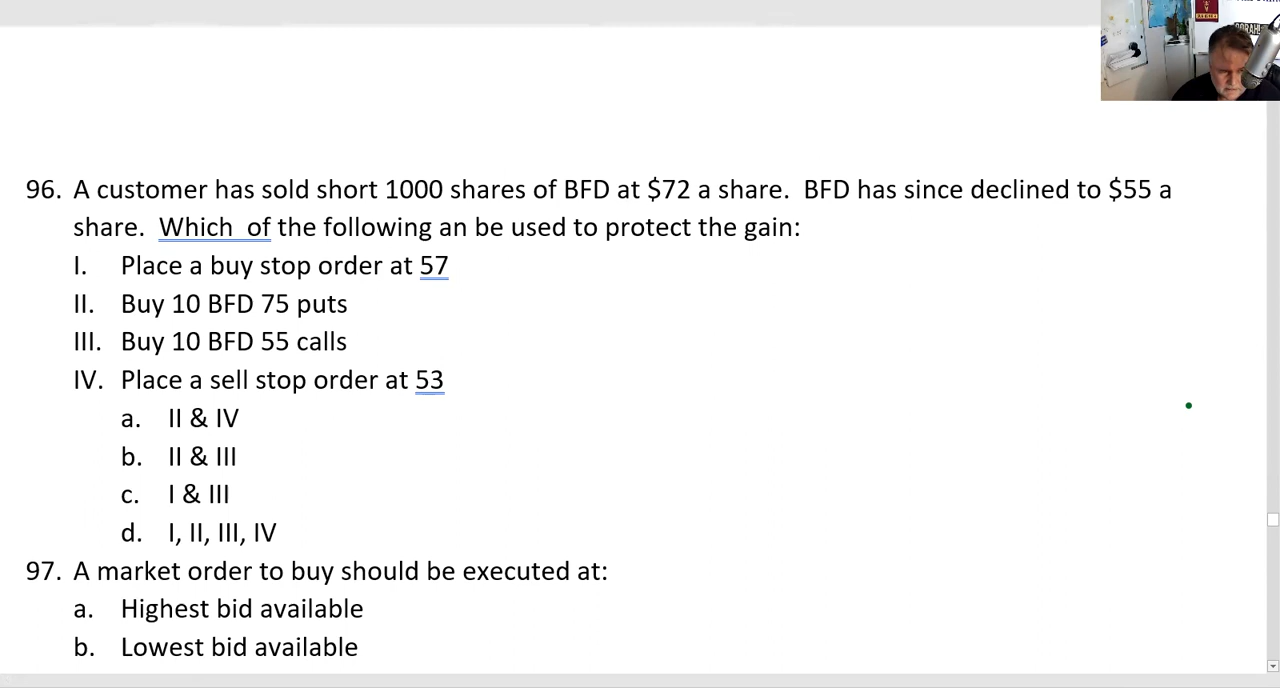 96. A customer has sold short 1000 shares of BFD at $72 a share. BFD has since declined to $55 a
share. Which of the following an be used to protect the gain:
I. Place a buy stop order at 57
II. Buy 10 BFD 75 puts
III. Buy 10 BFD 55 calls
IV. Place a sell stop order at 53
a. II & IV
b. II & III
c. I & III
d. I, II, III, IV
97. A market order to buy should be executed at:
a. Highest bid available
b. Lowest bid available